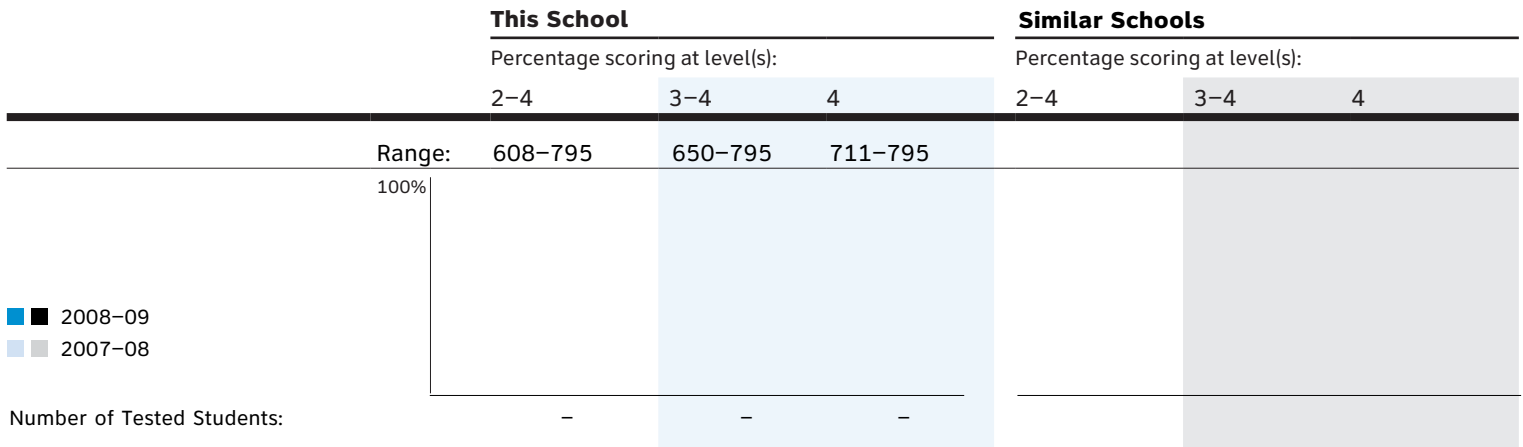 This School Similar Schools
Percentage scoring at level(s): Percentage scoring at level(s):
2–4 3–4 4 2–4 3–4 4
Range: 608–795 650–795 711–795
100%
2008–09
2007–08
Number of Tested Students: – – –